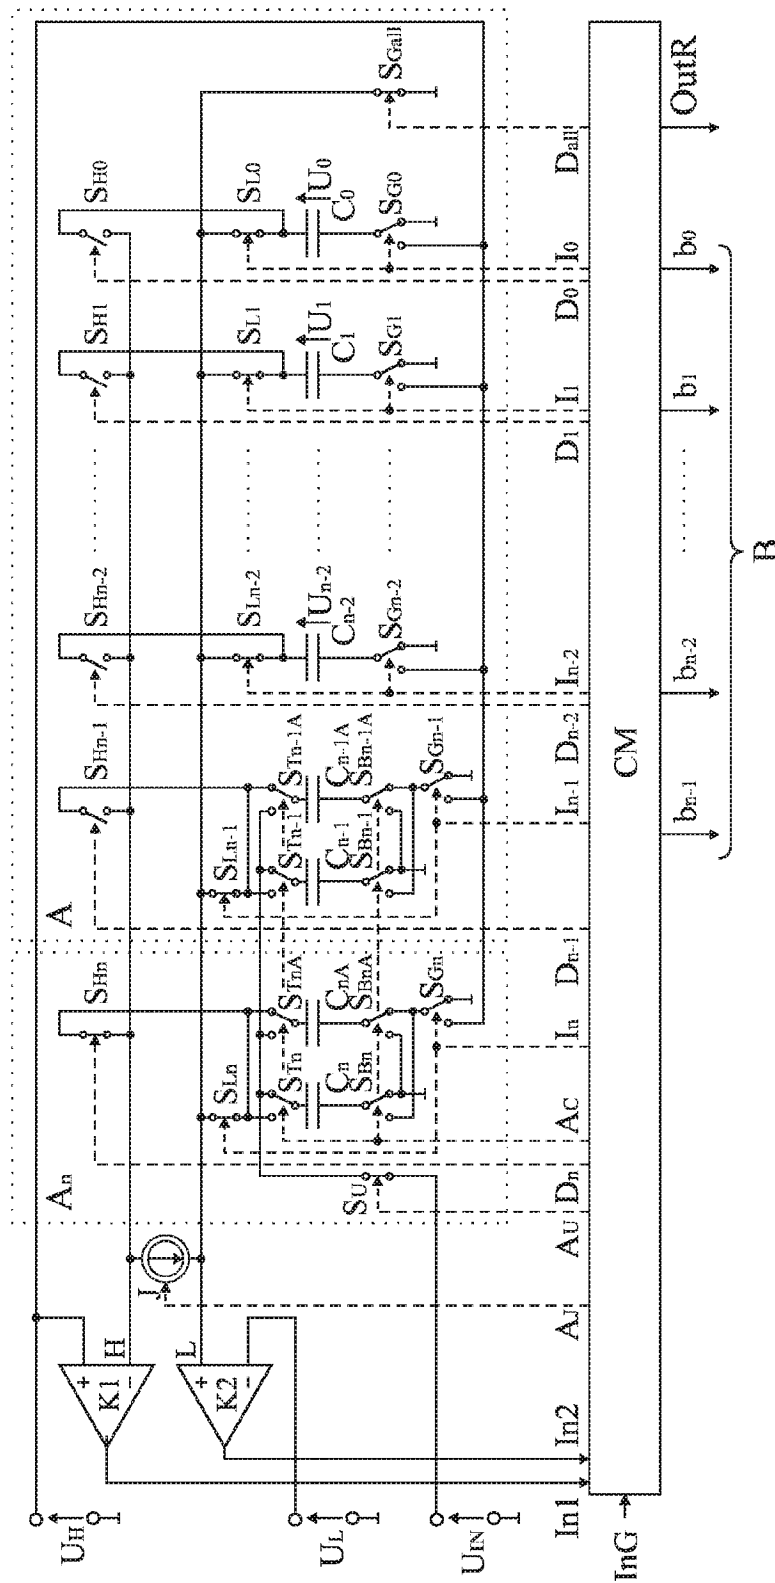 UH
UL
UIN
K1
+
−
H
K2
+
−
L
J
An
A
SHn
SHn-1
SHn-2
SH1
SH0
SLn
SLn-1
SLn-2
SL1
SL0
SU
STn
STnA
STn-1
STn-1A
Cn
CnA
Cn-1
Cn-1A
Un-2
Cn-2
U1
C1
U0
C0
SBn
SBnA
SBn-1
SBn-1A
SGn
SGn-1
SGn-2
SG1
SG0
SGall
In1
In2
AJ
AU
Dn
AC
In
Dn-1
In-1
Dn-2
In-2
D1
I1
D0
I0
Dall
InG
CM
bn-1
bn-2
b1
b0
OutR
B